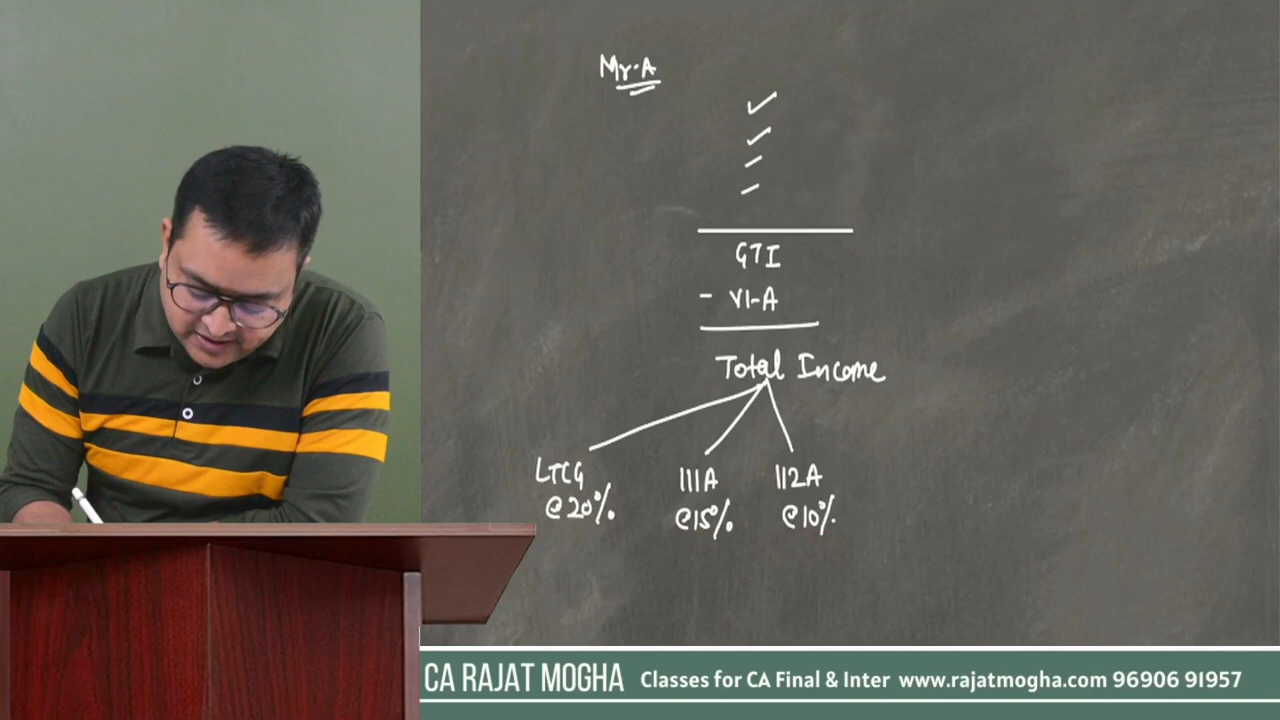 Mr. A
GTI
- VI-A
Total Income
LTCG 111A 112A
@20% @15% @10%
CA RAJAT MOGHA Classes for CA Final & Inter www.rajatmogha.com 96906 91957